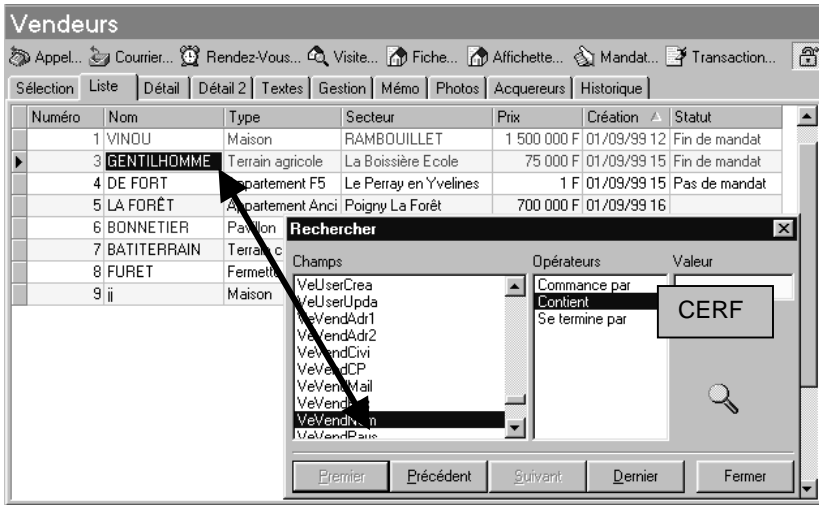 Vendeurs
Appel... Courrier... Rendez-Vous... Visite... Fiche... Affichette... Mandat... Transaction...
Sélection Liste Détail Détail 2 Textes Gestion Mémo Photos Acquereurs Historique
Numéro Nom Type Secteur Prix Création Statut
1 VINOU Maison RAMBOUILLET 1 500 000 F 01/09/99 12 Fin de mandat
3 GENTILHOMME Terrain agricole La Boissière Ecole 75 000 F 01/09/99 15 Fin de mandat
4 DE FORT Appartement F5 Le Perray en Yvelines 1 F 01/09/99 15 Pas de mandat
5 LA FORÊT Appartement Anci Poigny La Forêt 700 000 F 01/09/99 16
6 BONNETIER Pavillon
7 BATITERRAIN Terrain c
8 FURET Fermette
9 jj Maison
Rechercher
Champs Opérateurs Valeur
VeUserCrea
VeUserUpda
VeVendAdr1
VeVendAdr2
VeVendCivi
VeVendCP
VeVendMail
VeVendNom
VeVendPays
Commance par
Contient
Se termine par
CERF
Premier Précédent Suivant Dernier Fermer